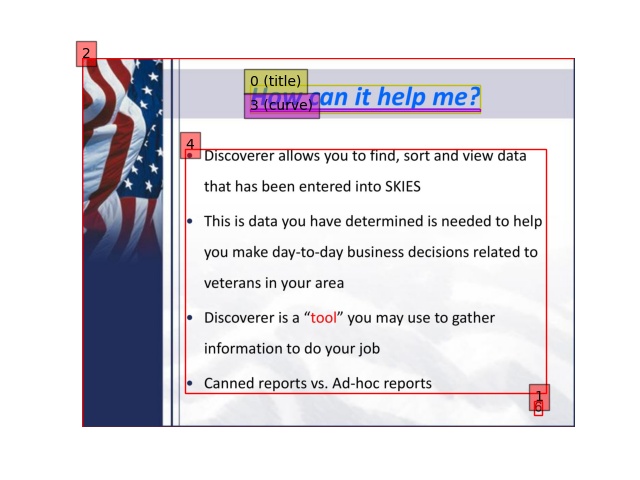 2
0 (title)
How can it help me?
3 (curve)
4
• Discoverer allows you to find, sort and view data
that has been entered into SKIES
• This is data you have determined is needed to help
you make day-to-day business decisions related to
veterans in your area
• Discoverer is a “tool” you may use to gather
information to do your job
• Canned reports vs. Ad-hoc reports
1
6